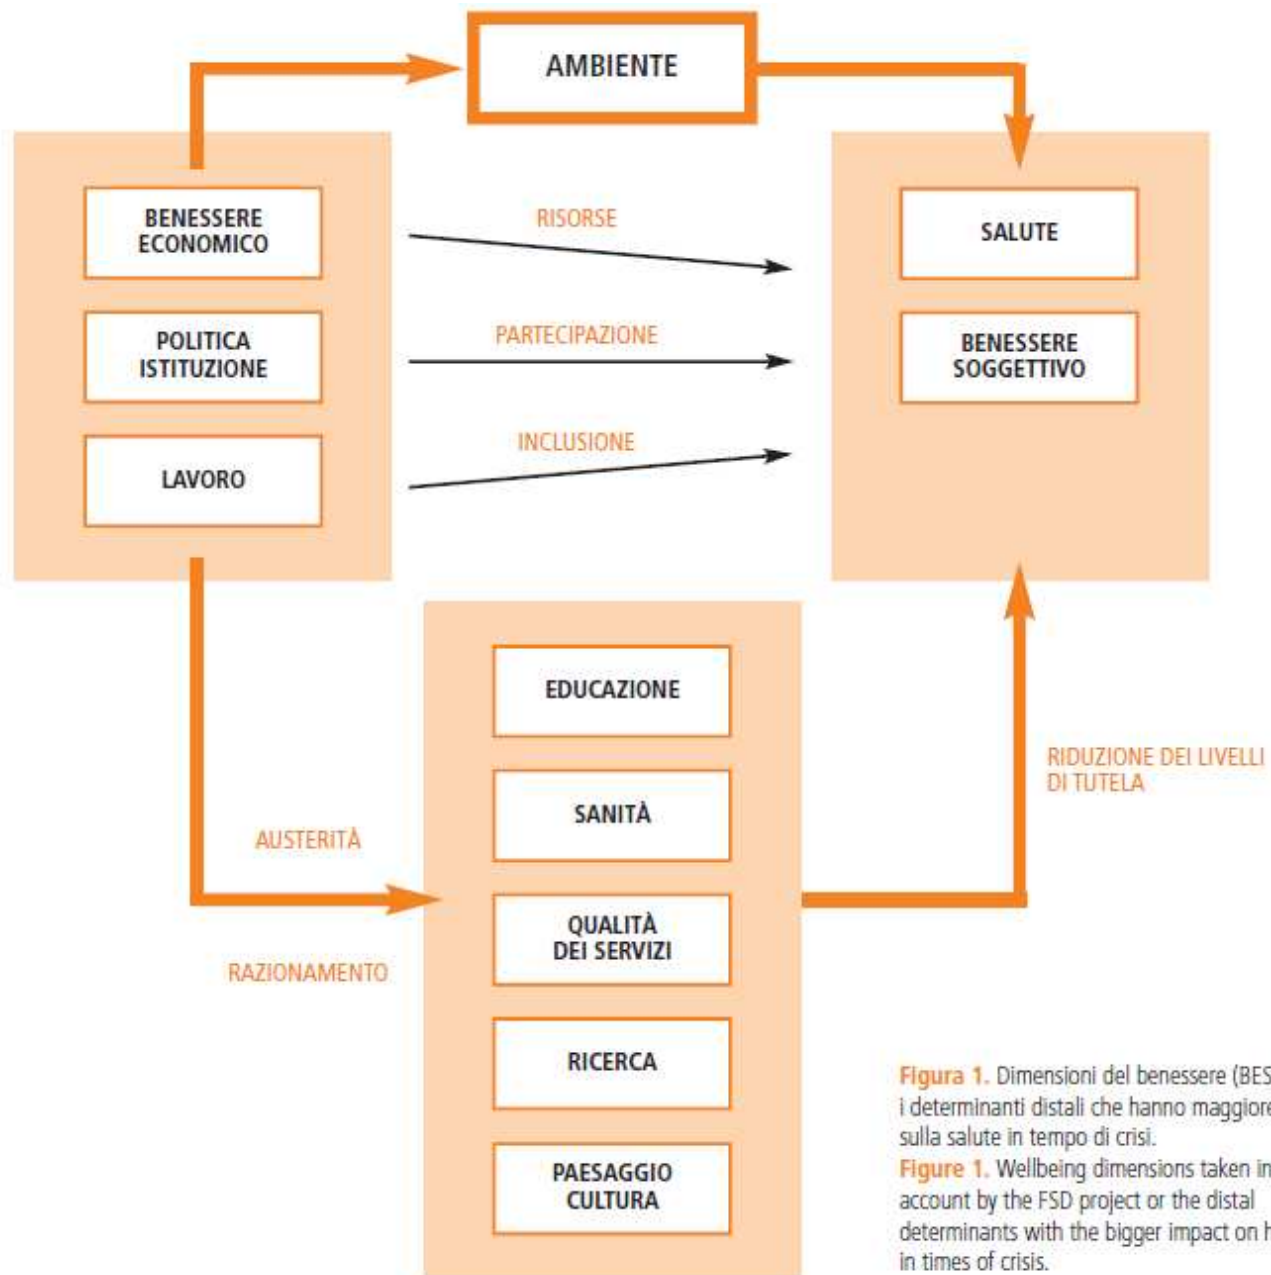 AMBIENTE
BENESSERE
ECONOMICO
POLITICA
ISTITUZIONE
LAVORO
RISORSE
PARTECIPAZIONE
INCLUSIONE
SALUTE
BENESSERE
SOGGETTIVO
AUSTERITÀ
RAZIONAMENTO
EDUCAZIONE
SANITÀ
QUALITÀ
DEI SERVIZI
RICERCA
PAESAGGIO
CULTURA
RIDUZIONE DEI LIVELLI
DI TUTELA
Figura 1. Dimensioni del benessere (BES
i determinanti distali che hanno maggiore
sulla salute in tempo di crisi.
Figure 1. Wellbeing dimensions taken in
account by the FSD project or the distal
determinants with the bigger impact on h
in times of crisis.